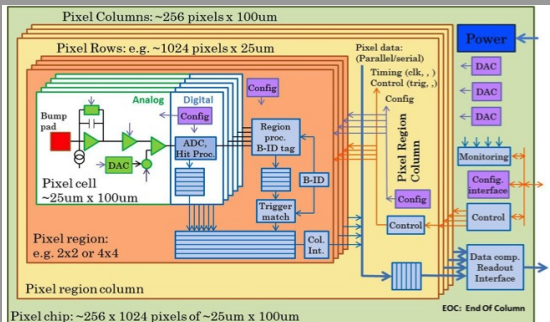 Pixel Columns: ~256 pixels x 100um
Pixel Rows: e.g. ~1024 pixels x 25um
Pixel data:
(Parallel/serial)
Power
Timing (clk, , )
Control (trig, ,)
Config
DAC
DAC
DAC
Analog
Digital
Config
Config
Bump
pad
ADC,
Hit Proc.
DAC
Region
proc.
B-ID tag
B-ID
Trigger
match
Pixel cell
~25um x 100um
Pixel region:
e.g. 2x2 or 4x4
Col.
Int.
Pixel Region
Column
Config
Control
Monitoring
Config.
interface
Control
Data comp.
Readout
Interface
Pixel region column
EOC: End Of Column
Pixel chip: ~256 x 1024 pixels of ~25um x 100um